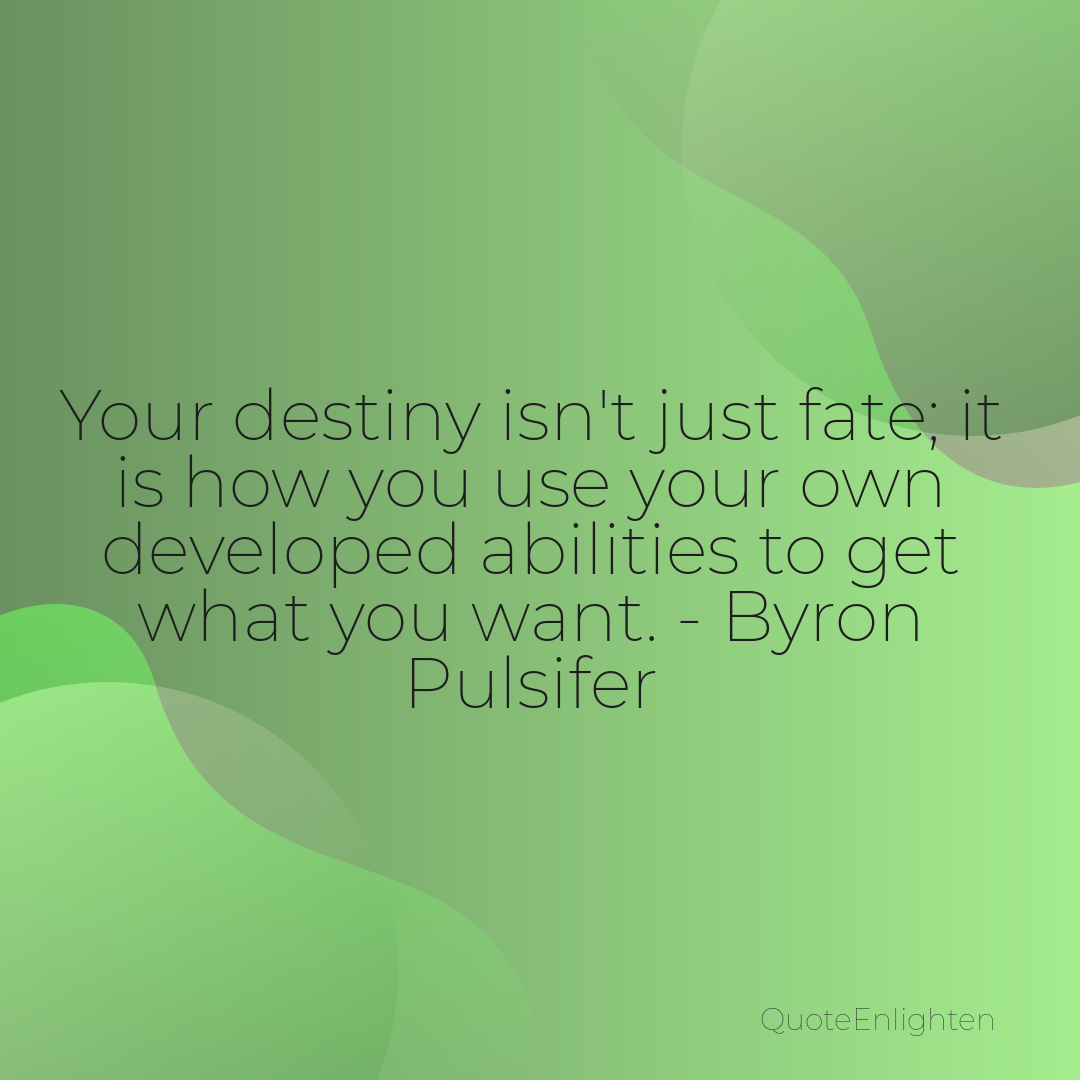 Your destiny isn't just fate; it
is how you use your own
developed abilities to get
what you want. - Byron
Pulsifer
QuoteEnlighten